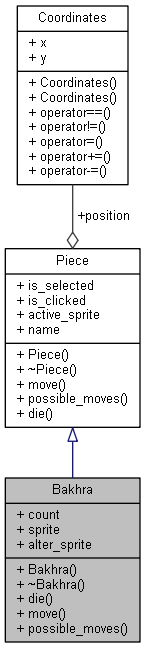 Coordinates
+ x
+ y
+ Coordinates()
+ Coordinates()
+ operator==()
+ operator!=()
+ operator=()
+ operator+=()
+ operator-=()
+position
Piece
+ is_selected
+ is_clicked
+ active_sprite
+ name
+ Piece()
+ ~Piece()
+ move()
+ possible_moves()
+ die()
Bakhra
+ count
+ sprite
+ alter_sprite
+ Bakhra()
+ ~Bakhra()
+ die()
+ move()
+ possible_moves()